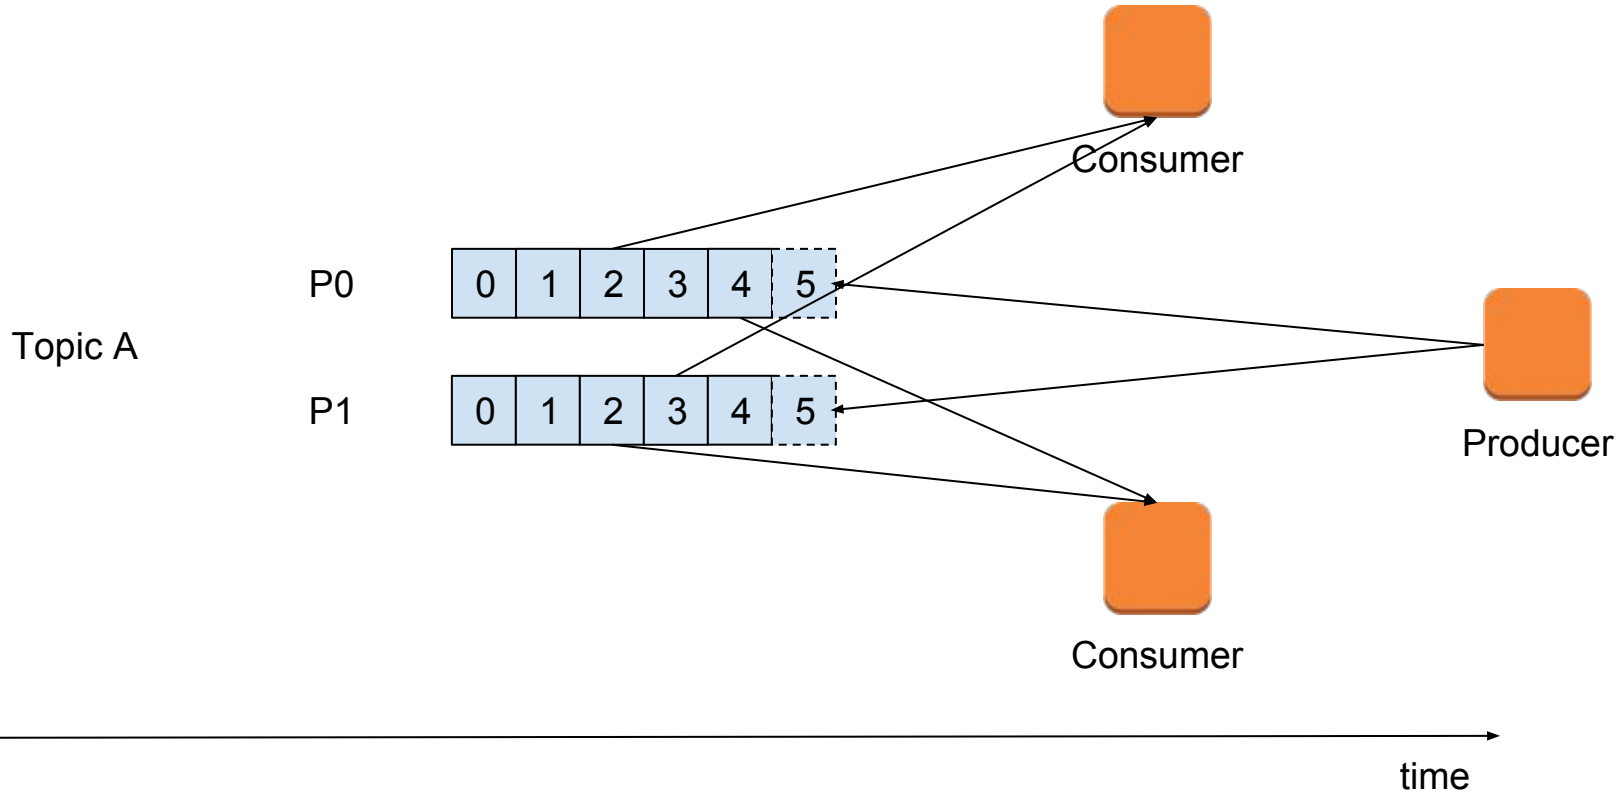 Consumer
P0 0 1 2 3 4 5
Topic A
P1 0 1 2 3 4 5
Producer
Consumer
time